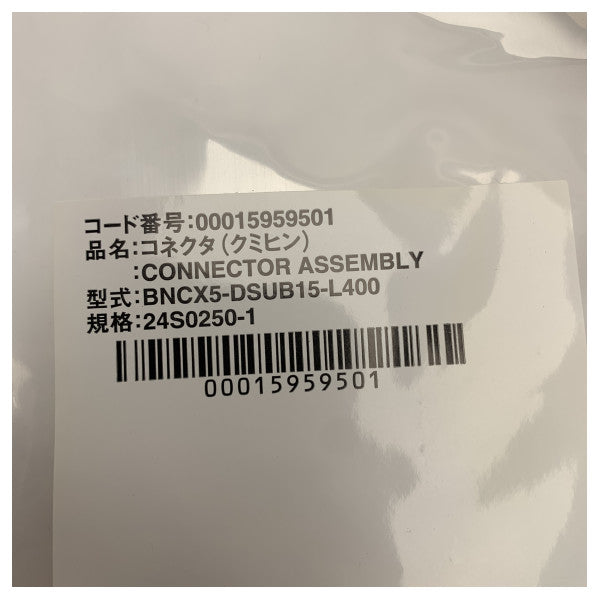 コード番号:00015959501
品名:コネクタ(クミヒン)
:CONNECTOR ASSEMBLY
型式:BNCX5-DSUB15-L400
規格:24S0250-1
00015959501